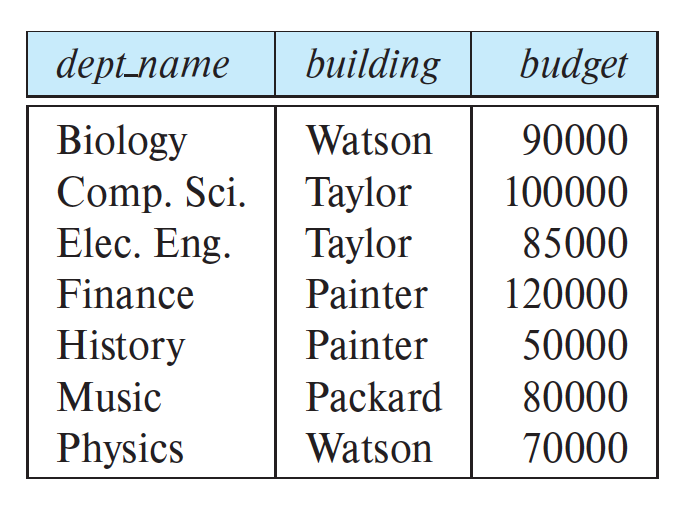 dept_name building budget
Biology Watson 90000
Comp. Sci. Taylor 100000
Elec. Eng. Taylor 85000
Finance Painter 120000
History Painter 50000
Music Packard 80000
Physics Watson 70000